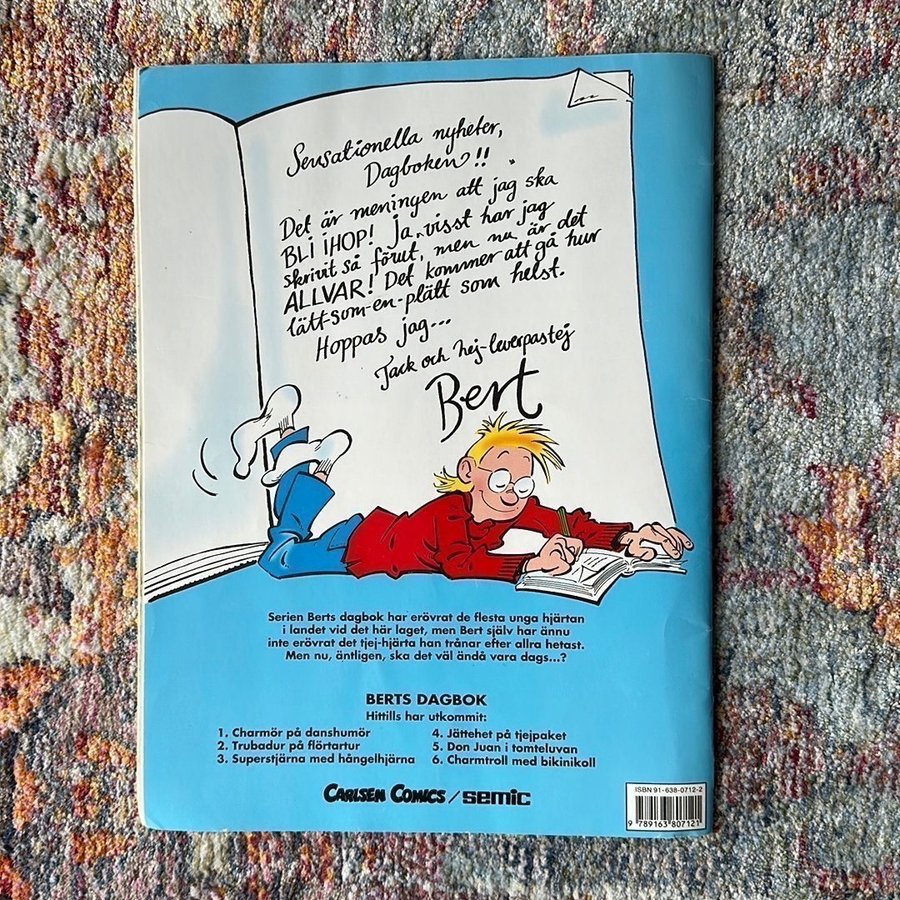 Sensationella nyheter,
Dagboken!!
Det är meningen att jag ska
BLI IHOP! Ja, visst har jag
skrivit så förut, men nu är det
ALLVAR! Det kommer att gå hur
lätt-som-en-plätt som helst.
Hoppas jag...
Tack och hej-leverpastej
Bert
Serien Berts dagbok har erövrat de flesta unga hjärtan
i landet vid det här laget, men Bert själv har ännu
inte erövrat det tjej-hjärta han trånar efter allra hetast.
Men nu, äntligen, ska det väl ändå vara dags...?
BERTS DAGBOK
Hittills har utkommit:
1. Charmör på danshumör
2. Trubadur på flörtartur
3. Superstjärna med hångelhjärna
4. Jättehet på tjejpaket
5. Don Juan i tomteluvan
6. Charmtroll med bikinikoll
CARLSEN COMICS / SEMIC
ISBN 91-638-0712-2
9 789163 807121